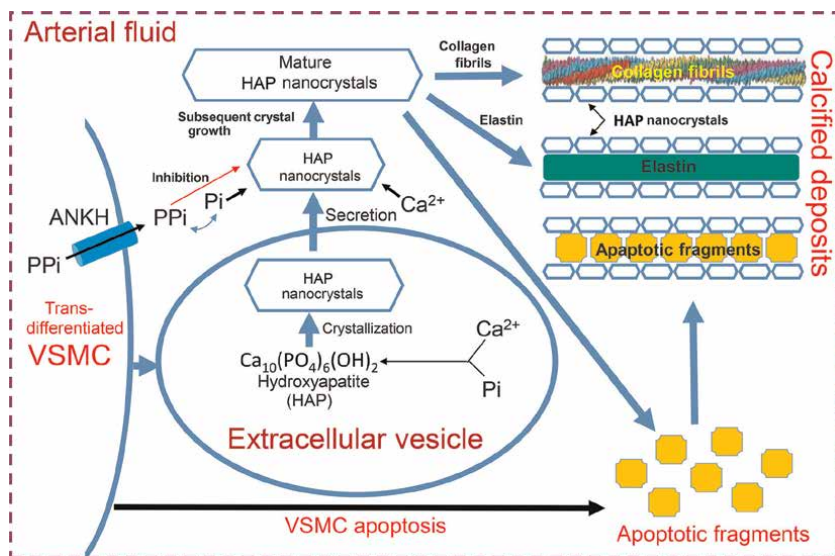 Arterial fluid
Mature
HAP nanocrystals
Collagen
fibrils
Collagen fibrils
Subsequent crystal
growth
Elastin
HAP nanocrystals
Inhibition
HAP
nanocrystals
Elastin
ANKH
PPi
Pi
Ca2+
Secretion
PPi
Apaptotic fragments
HAP
nanocrystals
Trans-
differentiated
VSMC
Crystallization
Ca2+
Ca10(PO4)6(OH)2
Hydroxyapatite
(HAP)
Pi
Extracellular vesicle
VSMC apoptosis
Apoptotic fragments
Calcified deposits